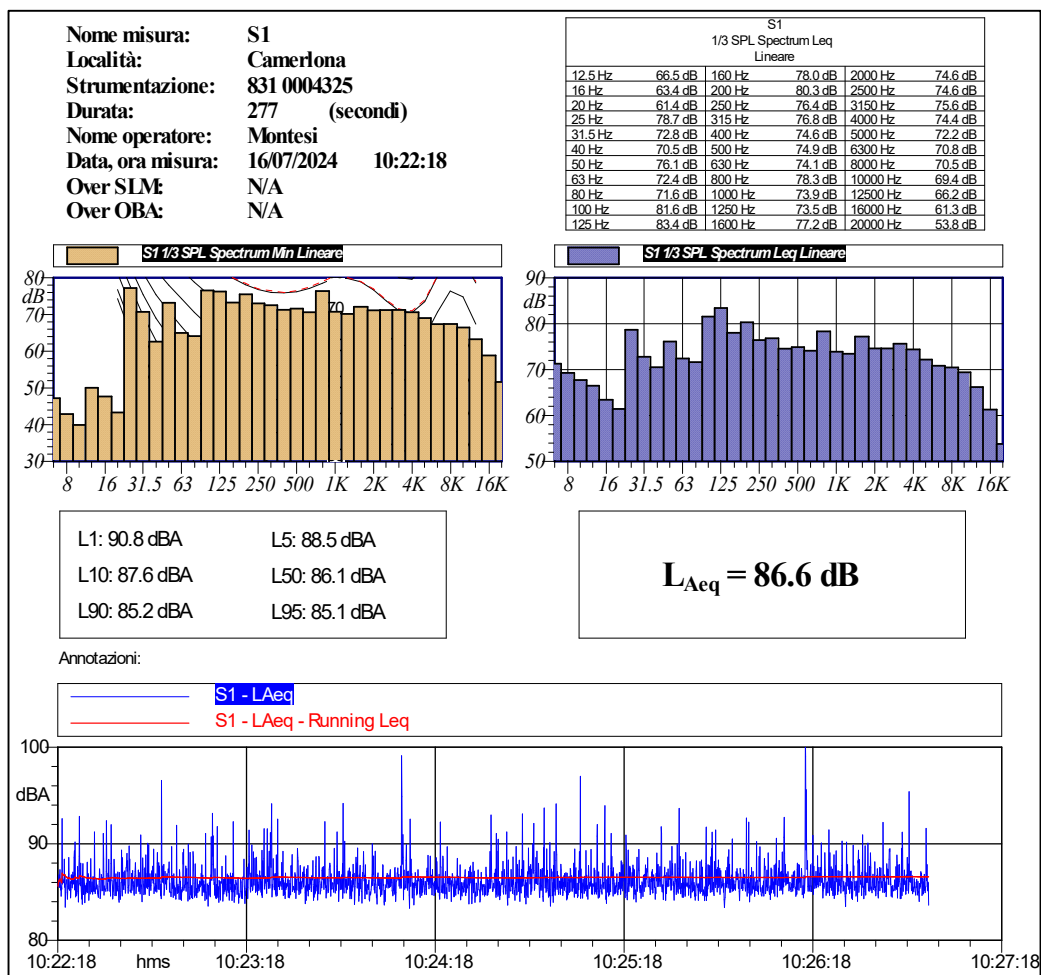 Nome misura: S1
Località: Camerlona
Strumentazione: 831 0004325
Durata: 277 (secondi)
Nome operatore: Montesi
Data, ora misura: 16/07/2024 10:22:18
Over SLM: N/A
Over OBA: N/A
S1
1/3 SPL Spectrum Leq
Lineare
12.5 Hz 66.5 dB 160 Hz 78.0 dB 2000 Hz 74.6 dB
16 Hz 63.4 dB 200 Hz 80.3 dB 2500 Hz 74.6 dB
20 Hz 61.4 dB 250 Hz 76.4 dB 3150 Hz 75.6 dB
25 Hz 78.7 dB 315 Hz 76.8 dB 4000 Hz 74.4 dB
31.5 Hz 72.8 dB 400 Hz 74.6 dB 5000 Hz 72.2 dB
40 Hz 70.5 dB 500 Hz 74.9 dB 6300 Hz 70.8 dB
50 Hz 76.1 dB 630 Hz 74.1 dB 8000 Hz 70.5 dB
63 Hz 72.4 dB 800 Hz 78.3 dB 10000 Hz 69.4 dB
80 Hz 71.6 dB 1000 Hz 73.9 dB 12500 Hz 66.2 dB
100 Hz 81.6 dB 1250 Hz 73.5 dB 16000 Hz 61.3 dB
125 Hz 83.4 dB 1600 Hz 77.2 dB 20000 Hz 53.8 dB
S1 1/3 SPL Spectrum Min Lineare
80
dB
70
70
60
50
40
30
8 16 31.5 63 125 250 500 1K 2K 4K 8K 16K
S1 1/3 SPL Spectrum Leq Lineare
90
dB
80
70
60
50
8 16 31.5 63 125 250 500 1K 2K 4K 8K 16K
L1: 90.8 dBA L5: 88.5 dBA
L10: 87.6 dBA L50: 86.1 dBA
L90: 85.2 dBA L95: 85.1 dBA
LAeq = 86.6 dB
Annotazioni:
S1 - LAeq
S1 - LAeq - Running Leq
100
dBA
90
80
10:22:18 hms 10:23:18 10:24:18 10:25:18 10:26:18 10:27:18